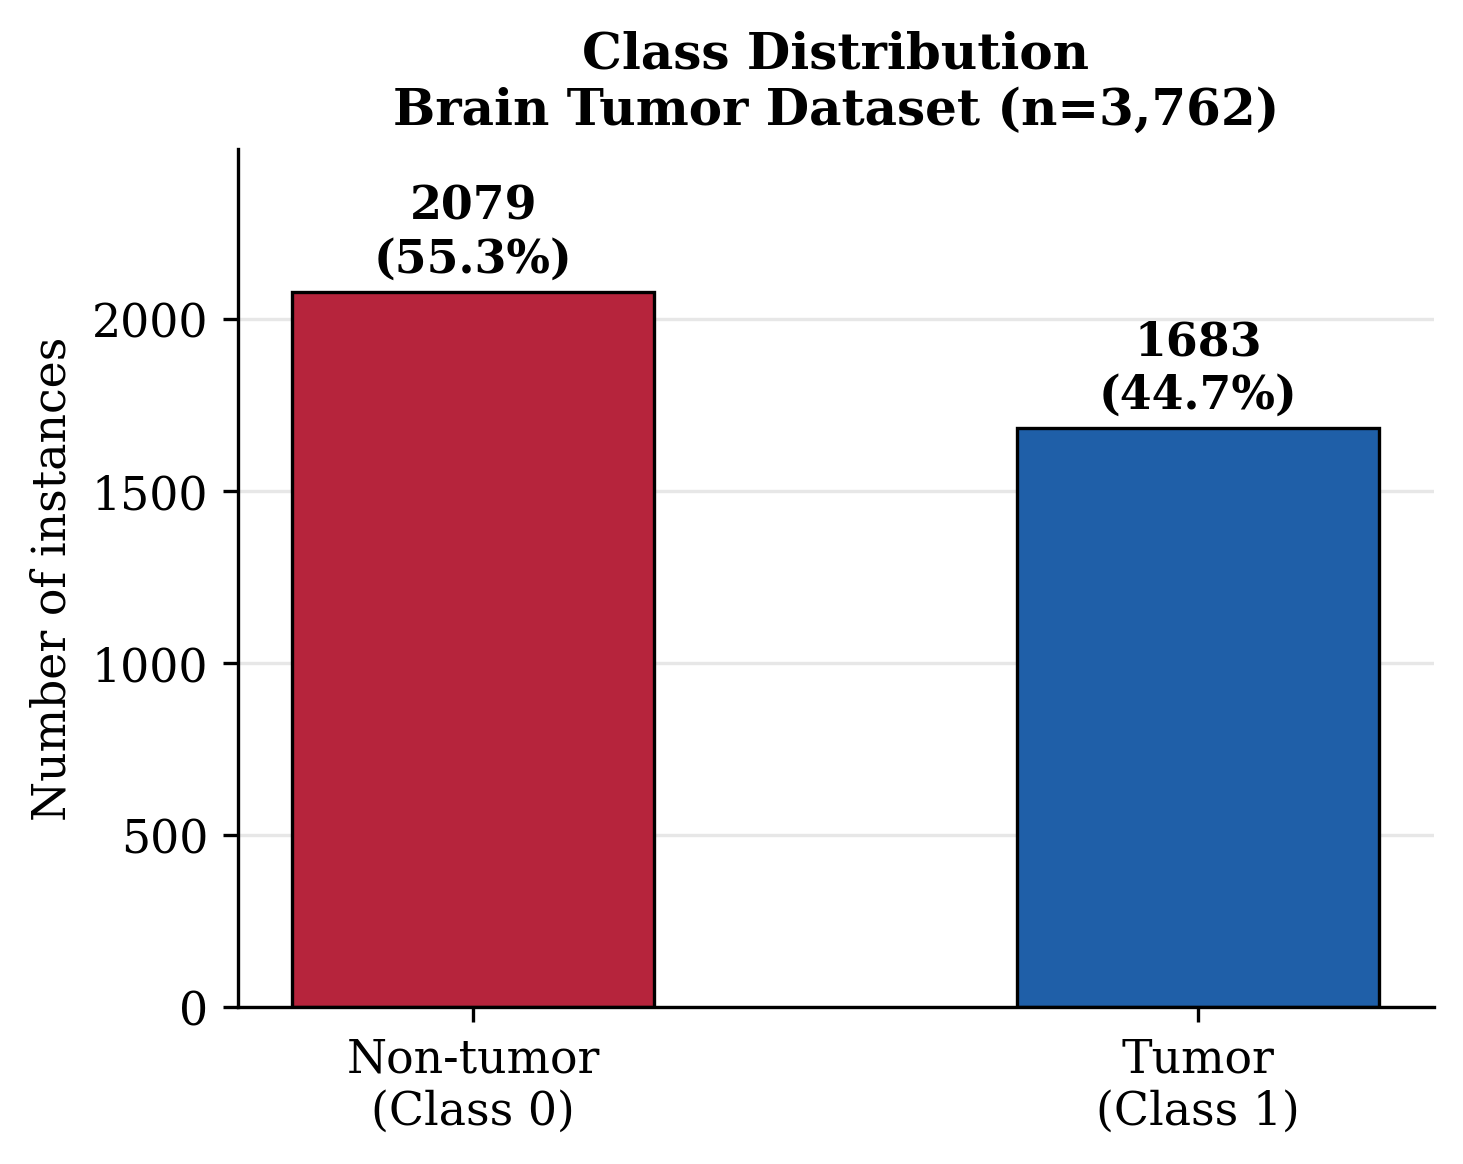 Class Distribution
Brain Tumor Dataset (n=3,762)
2079
(55.3%)
1683
(44.7%)
2000
1500
1000
500
0
Number of instances
Non-tumor
(Class 0)
Tumor
(Class 1)